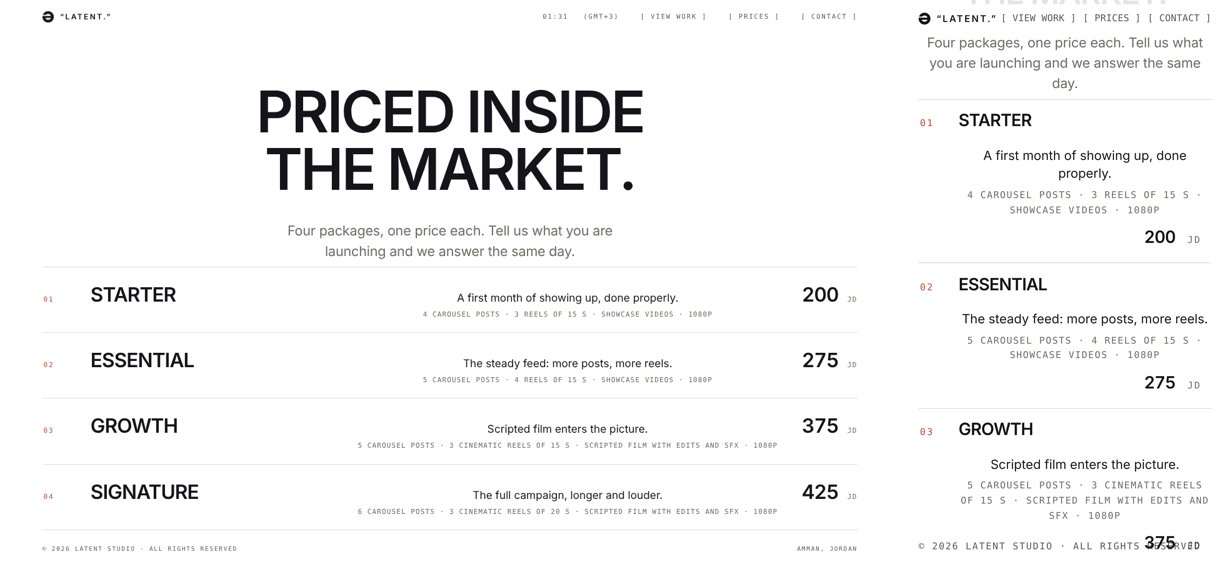 "LATENT."
01:31 (GMT+3) [ VIEW WORK ] [ PRICES ] [ CONTACT ]
PRICED INSIDE
THE MARKET.
Four packages, one price each. Tell us what you are
launching and we answer the same day.
01 STARTER A first month of showing up, done properly. 200 JD
4 CAROUSEL POSTS · 3 REELS OF 15 S · SHOWCASE VIDEOS · 1080P
02 ESSENTIAL The steady feed: more posts, more reels. 275 JD
5 CAROUSEL POSTS · 4 REELS OF 15 S · SHOWCASE VIDEOS · 1080P
03 GROWTH Scripted film enters the picture. 375 JD
5 CAROUSEL POSTS · 3 CINEMATIC REELS OF 15 S · SCRIPTED FILM WITH EDITS AND SFX · 1080P
04 SIGNATURE The full campaign, longer and louder. 425 JD
6 CAROUSEL POSTS · 3 CINEMATIC REELS OF 20 S · SCRIPTED FILM WITH EDITS AND SFX · 1080P
© 2026 LATENT STUDIO · ALL RIGHTS RESERVED AMMAN, JORDAN
THE MARKET.
"LATENT." [ VIEW WORK ] [ PRICES ] [ CONTACT ]
Four packages, one price each. Tell us what
you are launching and we answer the same
day.
01 STARTER
A first month of showing up, done
properly.
4 CAROUSEL POSTS · 3 REELS OF 15 S ·
SHOWCASE VIDEOS · 1080P
200 JD
02 ESSENTIAL
The steady feed: more posts, more reels.
5 CAROUSEL POSTS · 4 REELS OF 15 S ·
SHOWCASE VIDEOS · 1080P
275 JD
03 GROWTH
Scripted film enters the picture.
5 CAROUSEL POSTS · 3 CINEMATIC REELS
OF 15 S · SCRIPTED FILM WITH EDITS AND
SFX · 1080P
375 JD
© 2026 LATENT STUDIO · ALL RIGHTS RESERVED